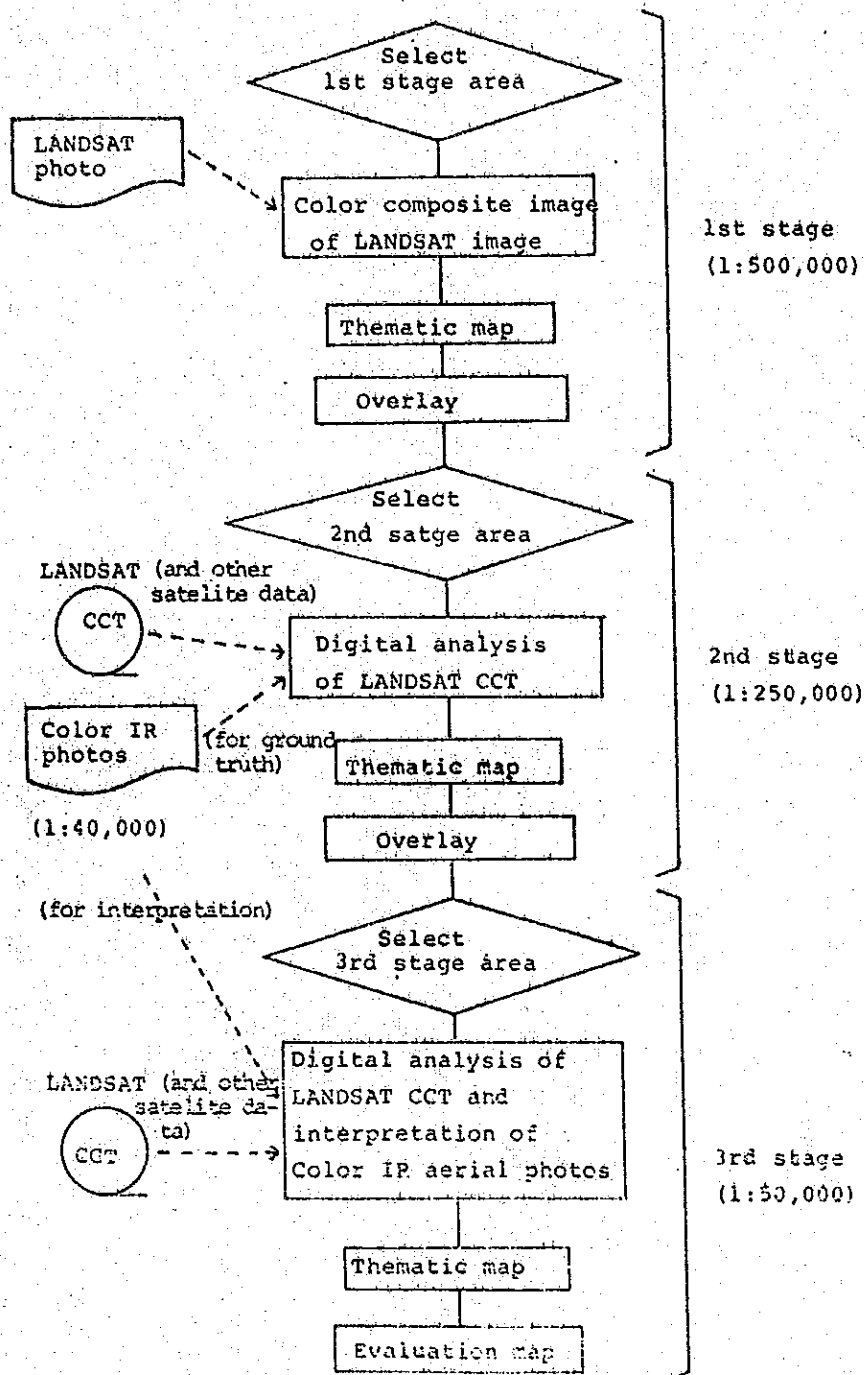 Select
1st stage area
LANDSAT
photo
Color composite image
of LANDSAT image
1st stage
(1:500,000)
Thematic map
Overlay
Select
2nd satge area
LANDSAT (and other
satelite data)
CCT
Digital analysis
of LANDSAT CCT
2nd stage
(1:250,000)
Color IR
photos
(for ground
truth)
Thematic map
(1:40,000)
Overlay
(for interpretation)
Select
3rd stage area
Digital analysis of
LANDSAT CCT and
interpretation of
Color IR aerial photos
LANDSAT (and other
satelite da-
ta)
CCT
3rd stage
(1:50,000)
Thematic map
Evaluation map